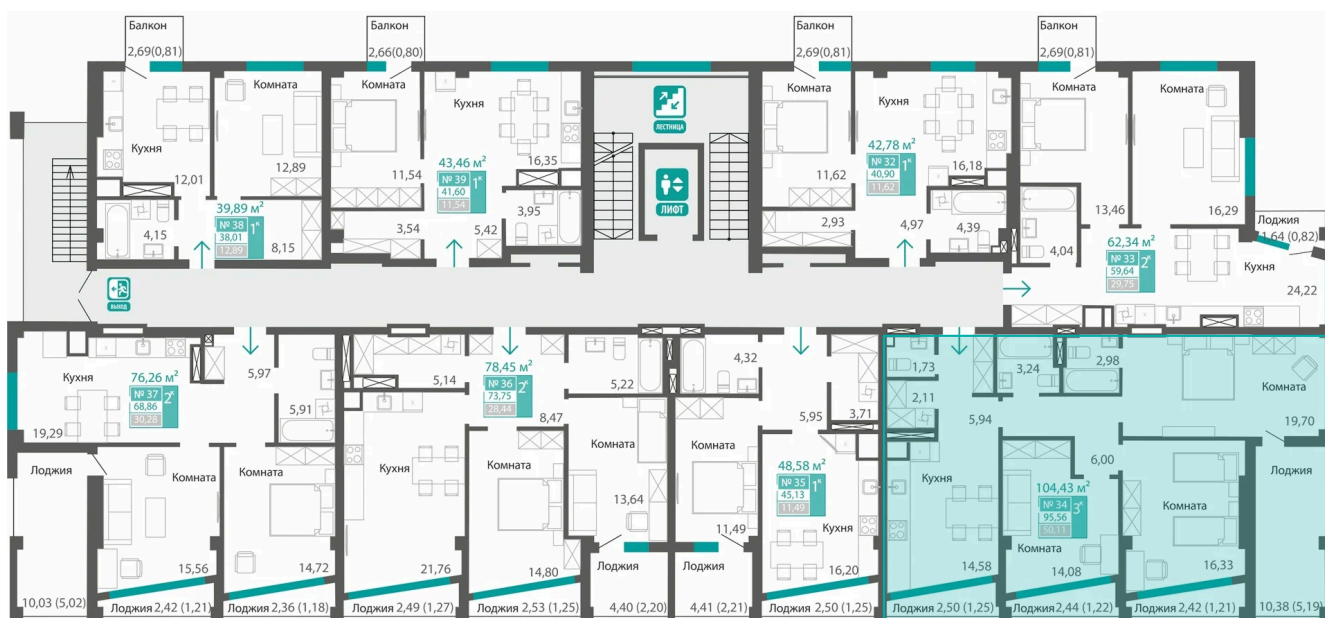 Балкон
2,69(0,81)
Балкон
2,66(0,80)
Балкон
2,69(0,81)
Балкон
2,69(0,81)
Кухня
12,01
Комната
12,89
4,15
39,89 м²
№ 38
38,01
12,89
1к
8,15
Комната
11,54
3,54
43,46 м²
№ 39
41,60
11,54
1к
Кухня
16,35
5,42
3,95
ЛЕСТНИЦА
ЛИФТ
Комната
11,62
2,93
42,78 м²
№ 32
40,90
11,62
1к
Кухня
16,18
4,97
4,39
Комната
13,46
Комната
16,29
4,04
62,34 м²
№ 33
59,64
29,75
2к
Лоджия
1,64 (0,82)
Кухня
24,22
ВЫХОД
Кухня
19,29
76,26 м²
№ 37
68,86
30,28
2к
5,97
5,91
Лоджия
10,03 (5,02)
Комната
15,56
Комната
14,72
Лоджия 2,42 (1,21)
Лоджия 2,36 (1,18)
5,14
78,45 м²
№ 36
73,75
28,44
2к
5,22
8,47
Кухня
21,76
Комната
14,80
Комната
13,64
Лоджия 2,49 (1,27)
Лоджия 2,53 (1,25)
Лоджия
4,40 (2,20)
4,32
5,95
3,71
Комната
11,49
48,58 м²
№ 35
45,13
11,49
1к
Кухня
16,20
Лоджия
4,41 (2,21)
Лоджия 2,50 (1,25)
1,73
2,11
5,94
3,24
2,98
Комната
19,70
6,00
104,43 м²
№ 34
95,56
50,11
3к
Кухня
14,58
Комната
14,08
Комната
16,33
Лоджия
10,38 (5,19)
Лоджия 2,50 (1,25)
Лоджия 2,44 (1,22)
Лоджия 2,42 (1,21)